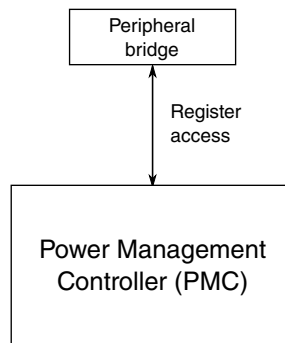 Peripheral
bridge
Register
access
Power Management
Controller (PMC)